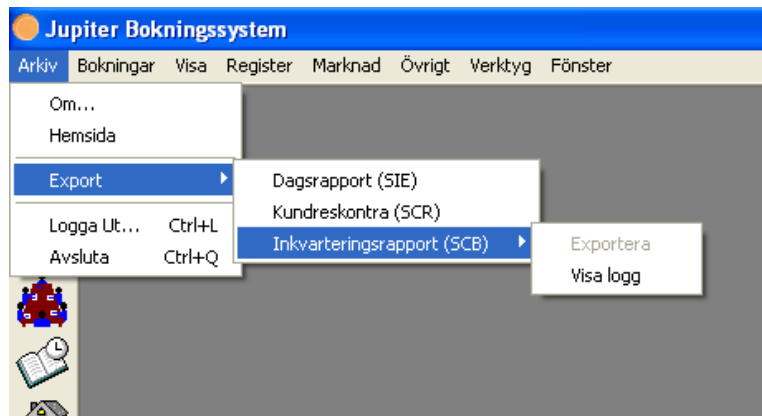 Jupiter Bokningssystem
Arkiv Bokningar Visa Register Marknad Övrigt Verktyg Fönster
Om...
Hemsida
Export
Dagsrapport (SIE)
Kundreskontra (SCR)
Logga Ut... Ctrl+L
Inkvarteringsrapport (SCB)
Exportera
Avsluta Ctrl+Q
Visa logg